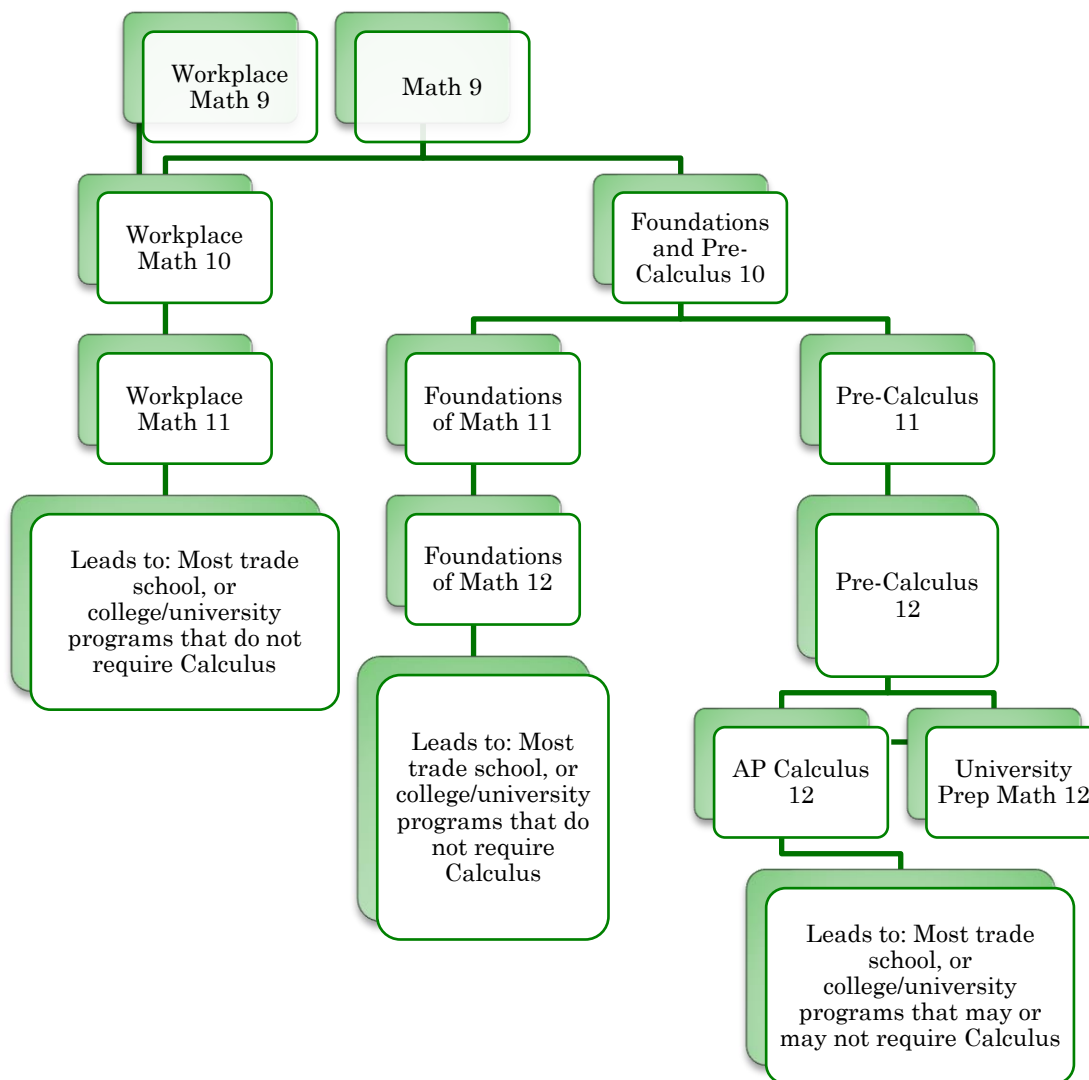 Workplace
Math 9
Math 9
Workplace
Math 10
Foundations
and Pre-
Calculus 10
Workplace
Math 11
Foundations
of Math 11
Pre-Calculus
11
Leads to: Most trade
school, or
college/university
programs that do not
require Calculus
Foundations
of Math 12
Pre-Calculus
12
Leads to: Most
trade school, or
college/university
programs that do
not require
Calculus
AP Calculus
12
University
Prep Math 12
Leads to: Most trade
school, or
college/university
programs that may or
may not require Calculus